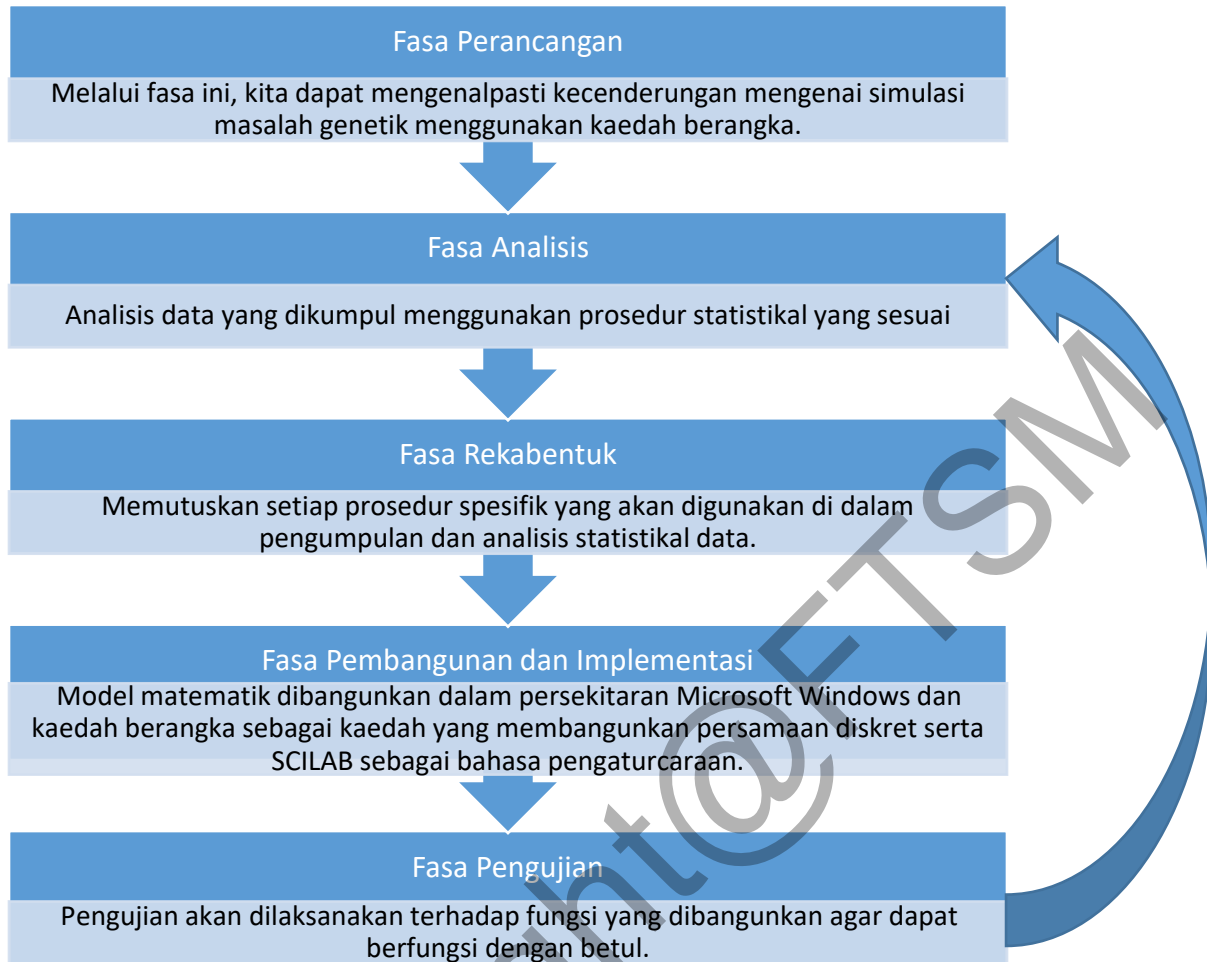 Fasa Perancangan
Melalui fasa ini, kita dapat mengenalpasti kecenderungan mengenai simulasi
masalah genetik menggunakan kaedah berangka.
Fasa Analisis
Analisis data yang dikumpul menggunakan prosedur statistikal yang sesuai
Fasa Rekabentuk
Memutuskan setiap prosedur spesifik yang akan digunakan di dalam
pengumpulan dan analisis statistikal data.
Fasa Pembangunan dan Implementasi
Model matematik dibangunkan dalam persekitaran Microsoft Windows dan
kaedah berangka sebagai kaedah yang membangunkan persamaan diskret serta
SCILAB sebagai bahasa pengaturcaraan.
Fasa Pengujian
Pengujian akan dilaksanakan terhadap fungsi yang dibangunkan agar dapat
berfungsi dengan betul.
ght@FTSM